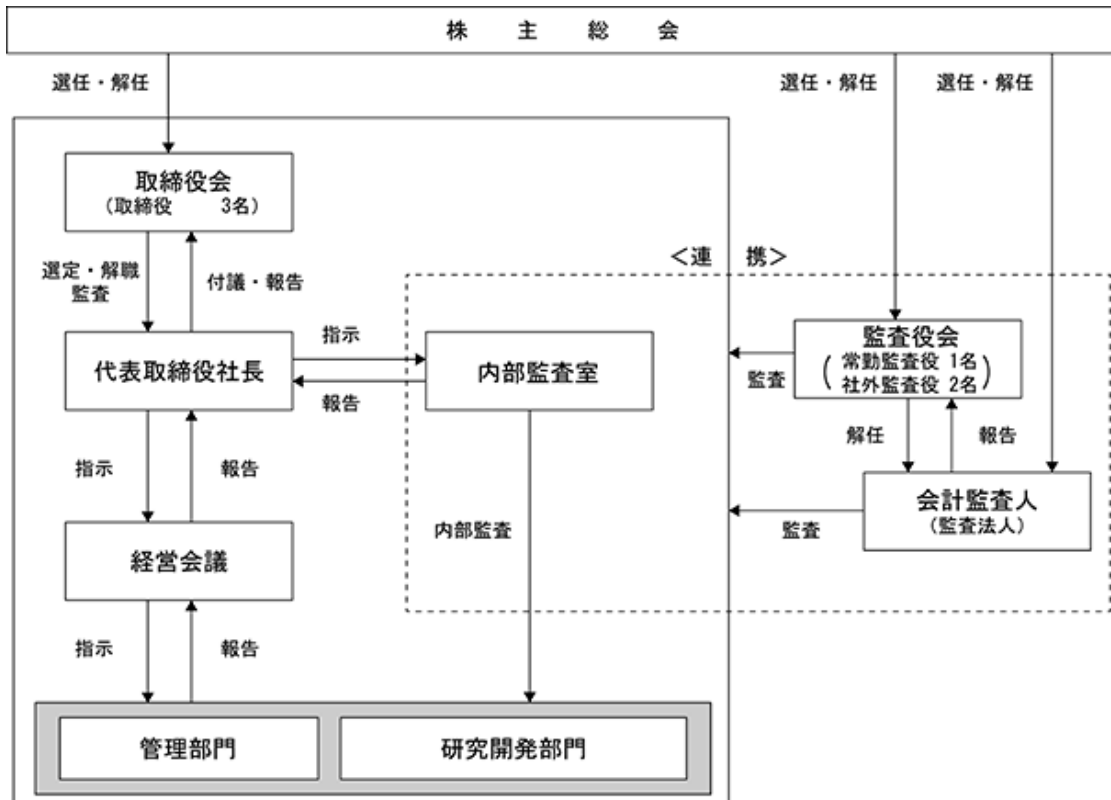 株 主 総 会
選任・解任
選任・解任
選任・解任
取締役会
(取締役 3名)
選定・解職
監査
付議・報告
＜連 携＞
代表取締役社長
指示
報告
内部監査室
監査役会
(常勤監査役 1名
社外監査役 2名)
監査
解任
報告
指示
報告
会計監査人
(監査法人)
監査
内部監査
経営会議
指示
報告
管理部門
研究開発部門